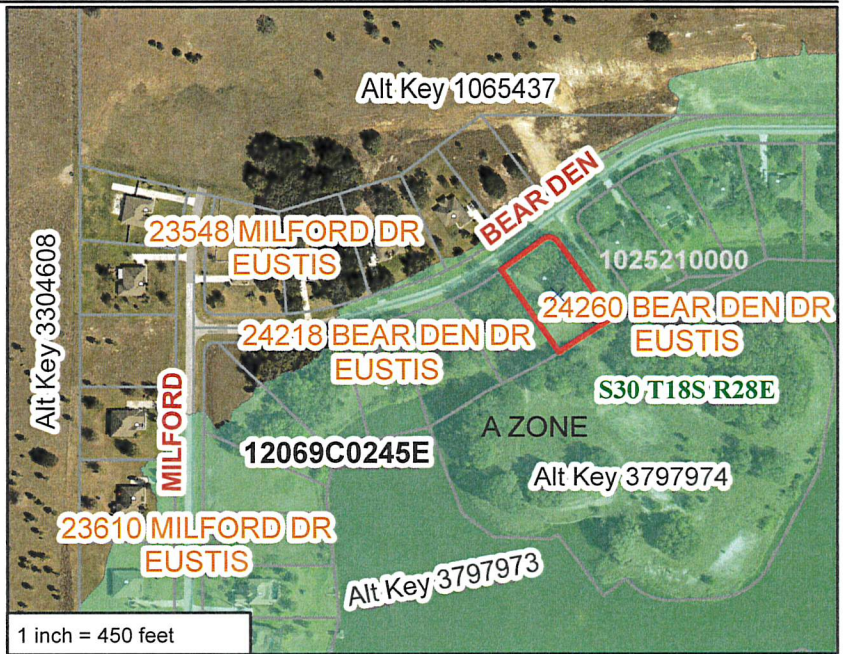 Alt Key 1065437
BEAR DEN
23548 MILFORD DR
EUSTIS
1025210000
Alt Key 3304608
24218 BEAR DEN DR
EUSTIS
24260 BEAR DEN DR
EUSTIS
S30 T18S R28E
MILFORD
A ZONE
12069C0245E
Alt Key 3797974
23610 MILFORD DR
EUSTIS
Alt Key 3797973
1 inch = 450 feet